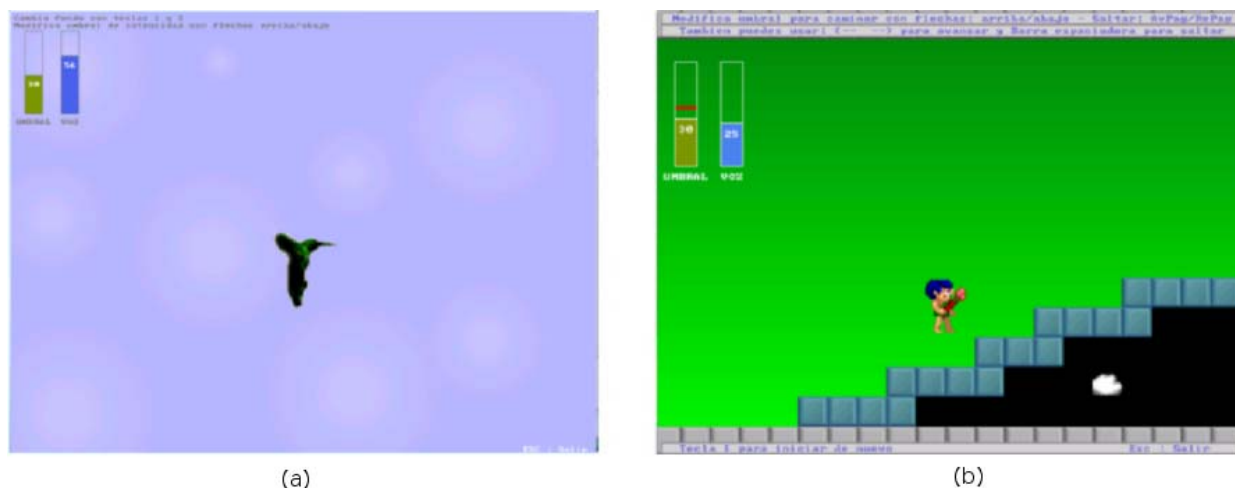 Cambia Fondo con teclas 1 y 2
Modifica umbral de intensidad con flechas arriba/abajo
30
56
UMBRAL VOZ
ESC : Salir
(a)
Modifica umbral para caminar con flechas: arriba/abajo - Saltar: AvPag/RePag
Tambien puedes usar: (-- --) para avanzar y Barra espaciadora para saltar
30
25
UMBRAL VOZ
Tecla I para iniciar de nuevo
Esc : Salir
(b)